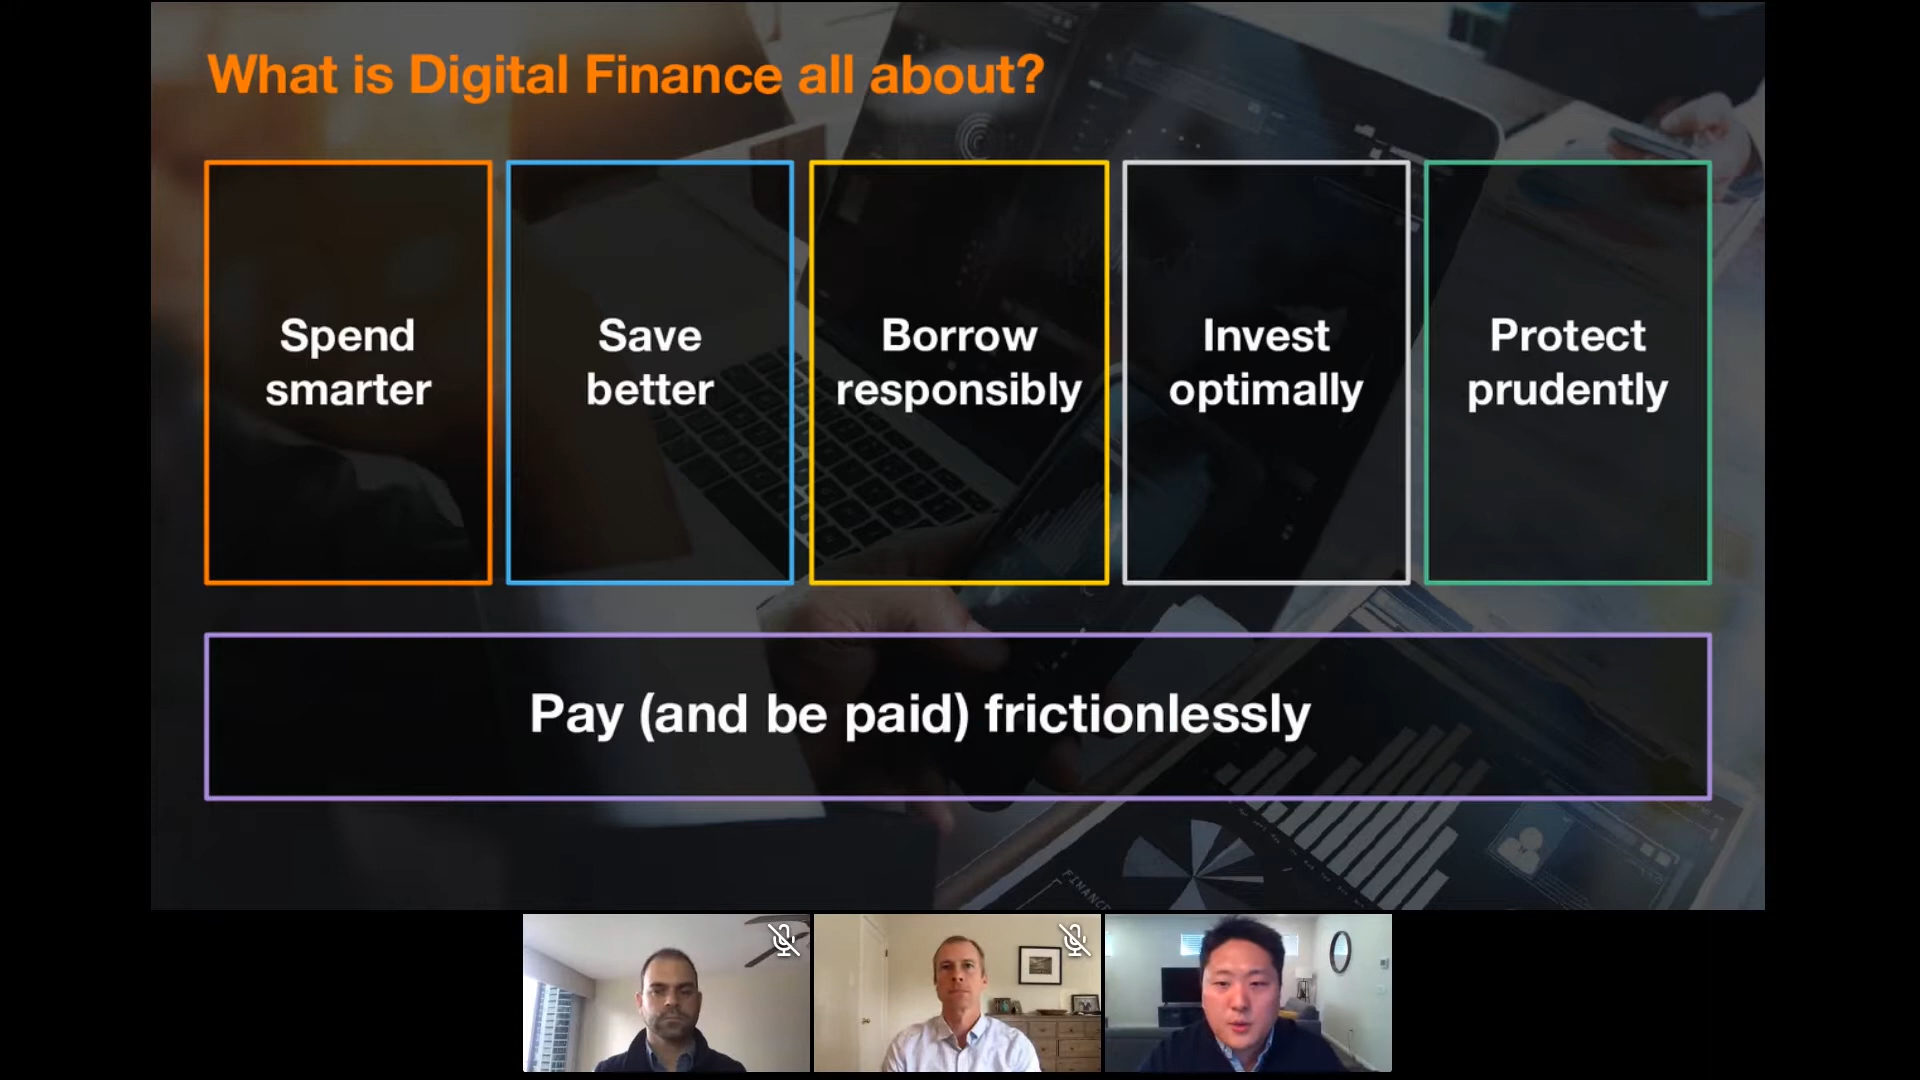 What is Digital Finance all about?
Spend
smarter
Save
better
Borrow
responsibly
Invest
optimally
Protect
prudently
Pay (and be paid) frictionlessly
FINANCE